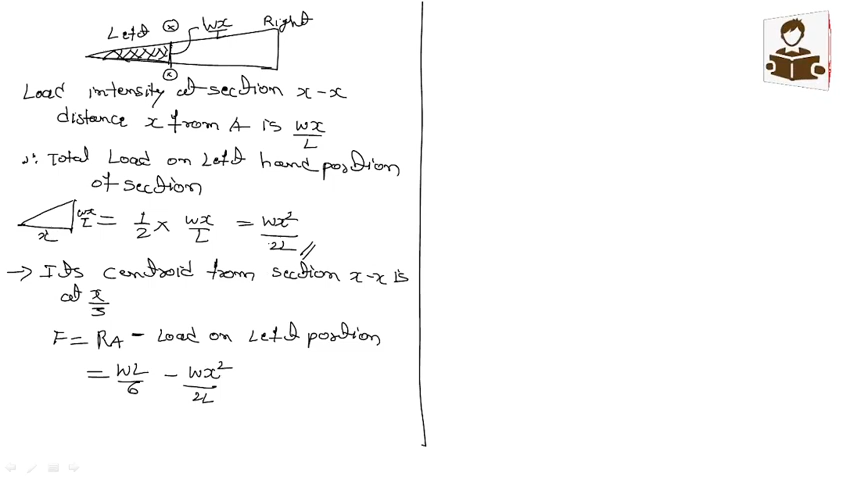 Left x wx/L Right
x
Load intensity at section x-x
distance x from A is wx/L
∴ Total Load on Left hand position
of section
x wx/L = 1/2 × wx/L = wx²/2L
→ Its centroid from section x-x is
at x/3
F = RA - Load on Left position
= wL/6 - wx²/2L